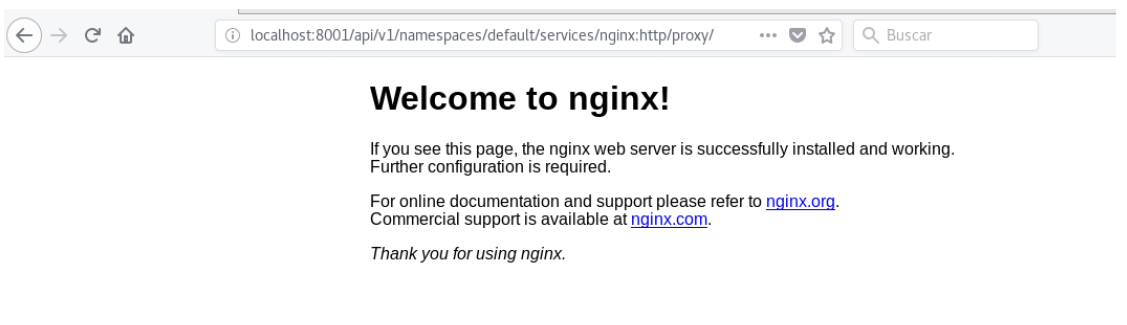 localhost:8001/api/v1/namespaces/default/services/nginx:http/proxy/
Buscar
Welcome to nginx!
If you see this page, the nginx web server is successfully installed and working.
Further configuration is required.
For online documentation and support please refer to nginx.org.
Commercial support is available at nginx.com.
Thank you for using nginx.